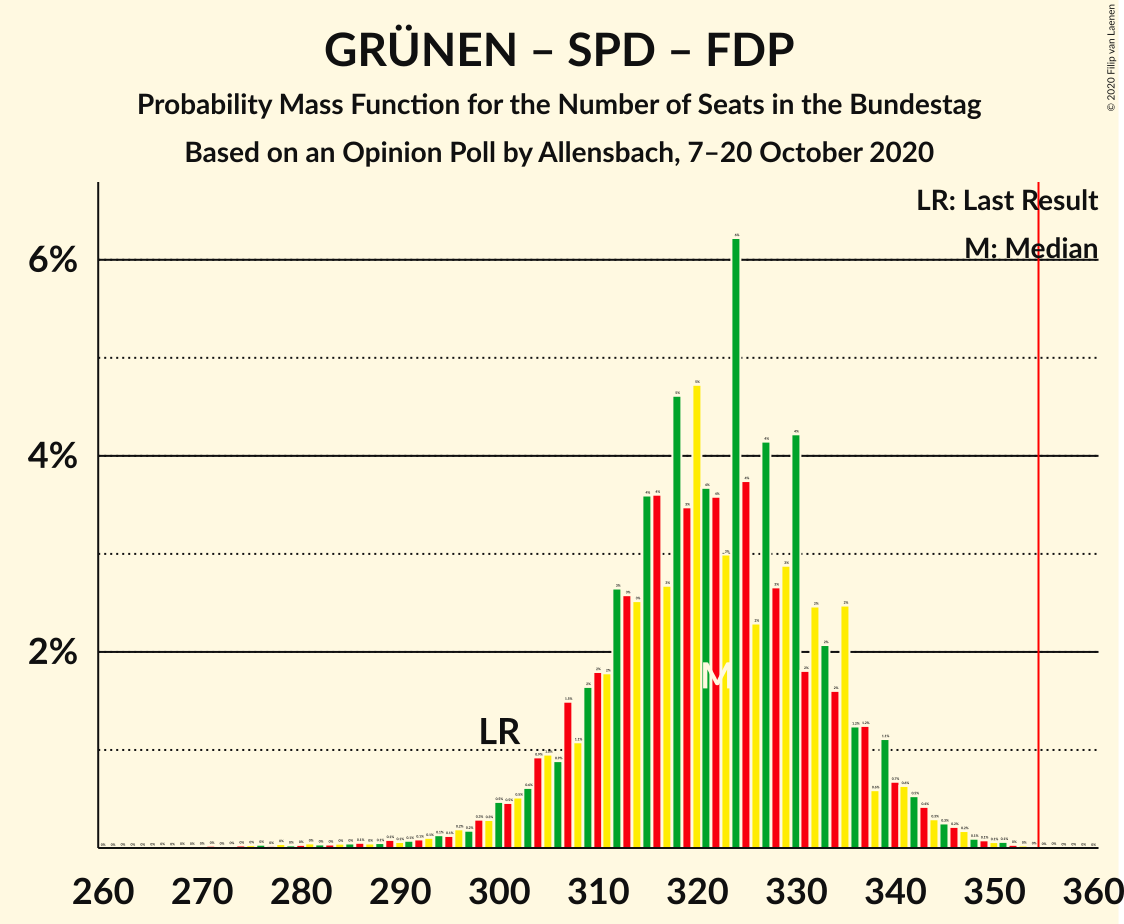 GRÜNEN – SPD – FDP
Probability Mass Function for the Number of Seats in the Bundestag
Based on an Opinion Poll by Allensbach, 7–20 October 2020
© 2020 Filip van Laenen
LR: Last Result
M: Median
6%
4%
2%
LR
M
260 270 280 290 300 310 320 330 340 350 360